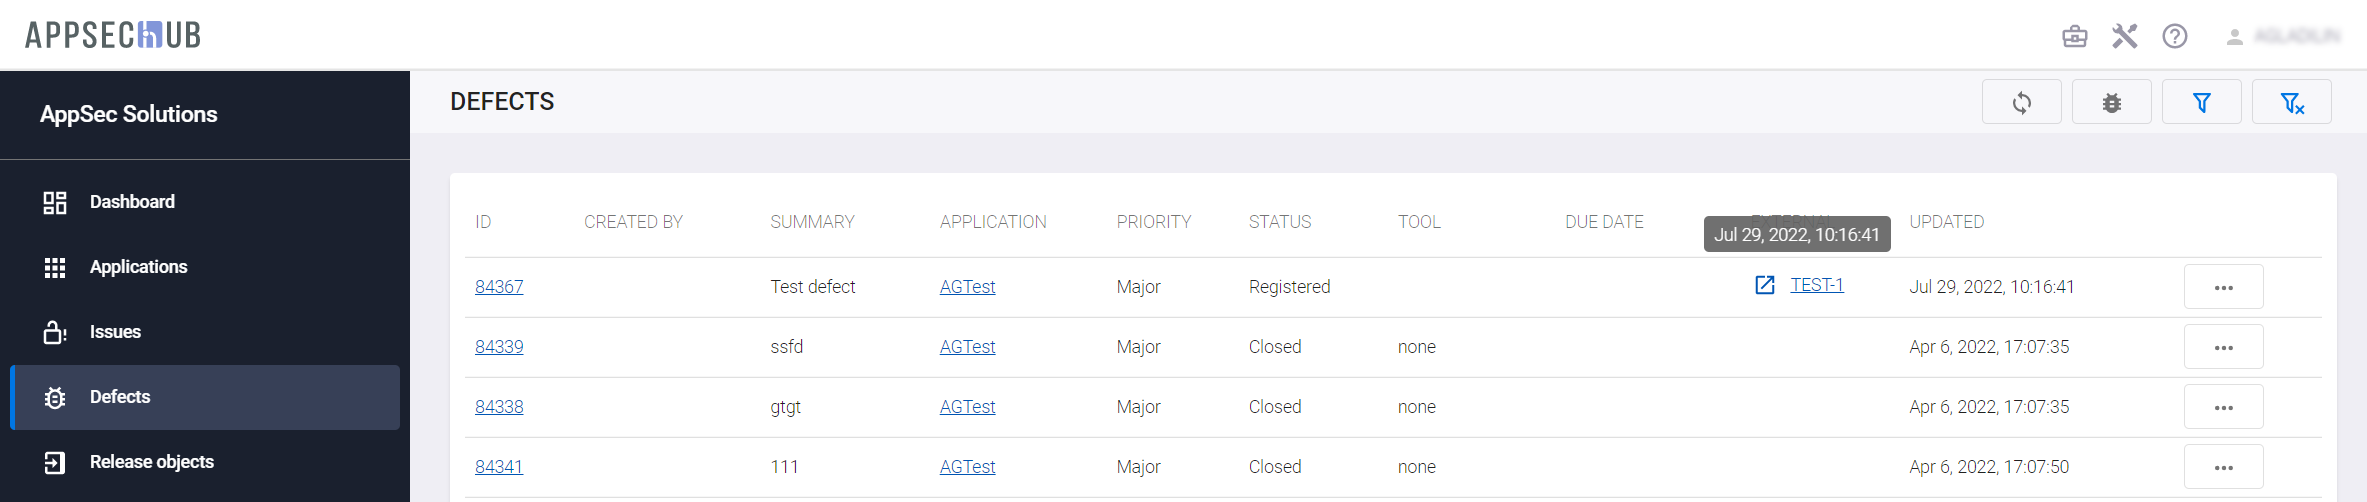 APPSECHUB
AppSec Solutions
Dashboard
Applications
Issues
Defects
Release objects
DEFECTS
ID CREATED BY SUMMARY APPLICATION PRIORITY STATUS TOOL DUE DATE EXTERNAL UPDATED
Jul 29, 2022, 10:16:41
84367 Test defect AGTest Major Registered TEST-1 Jul 29, 2022, 10:16:41
84339 ssfd AGTest Major Closed none Apr 6, 2022, 17:07:35
84338 gtgt AGTest Major Closed none Apr 6, 2022, 17:07:35
84341 111 AGTest Major Closed none Apr 6, 2022, 17:07:50